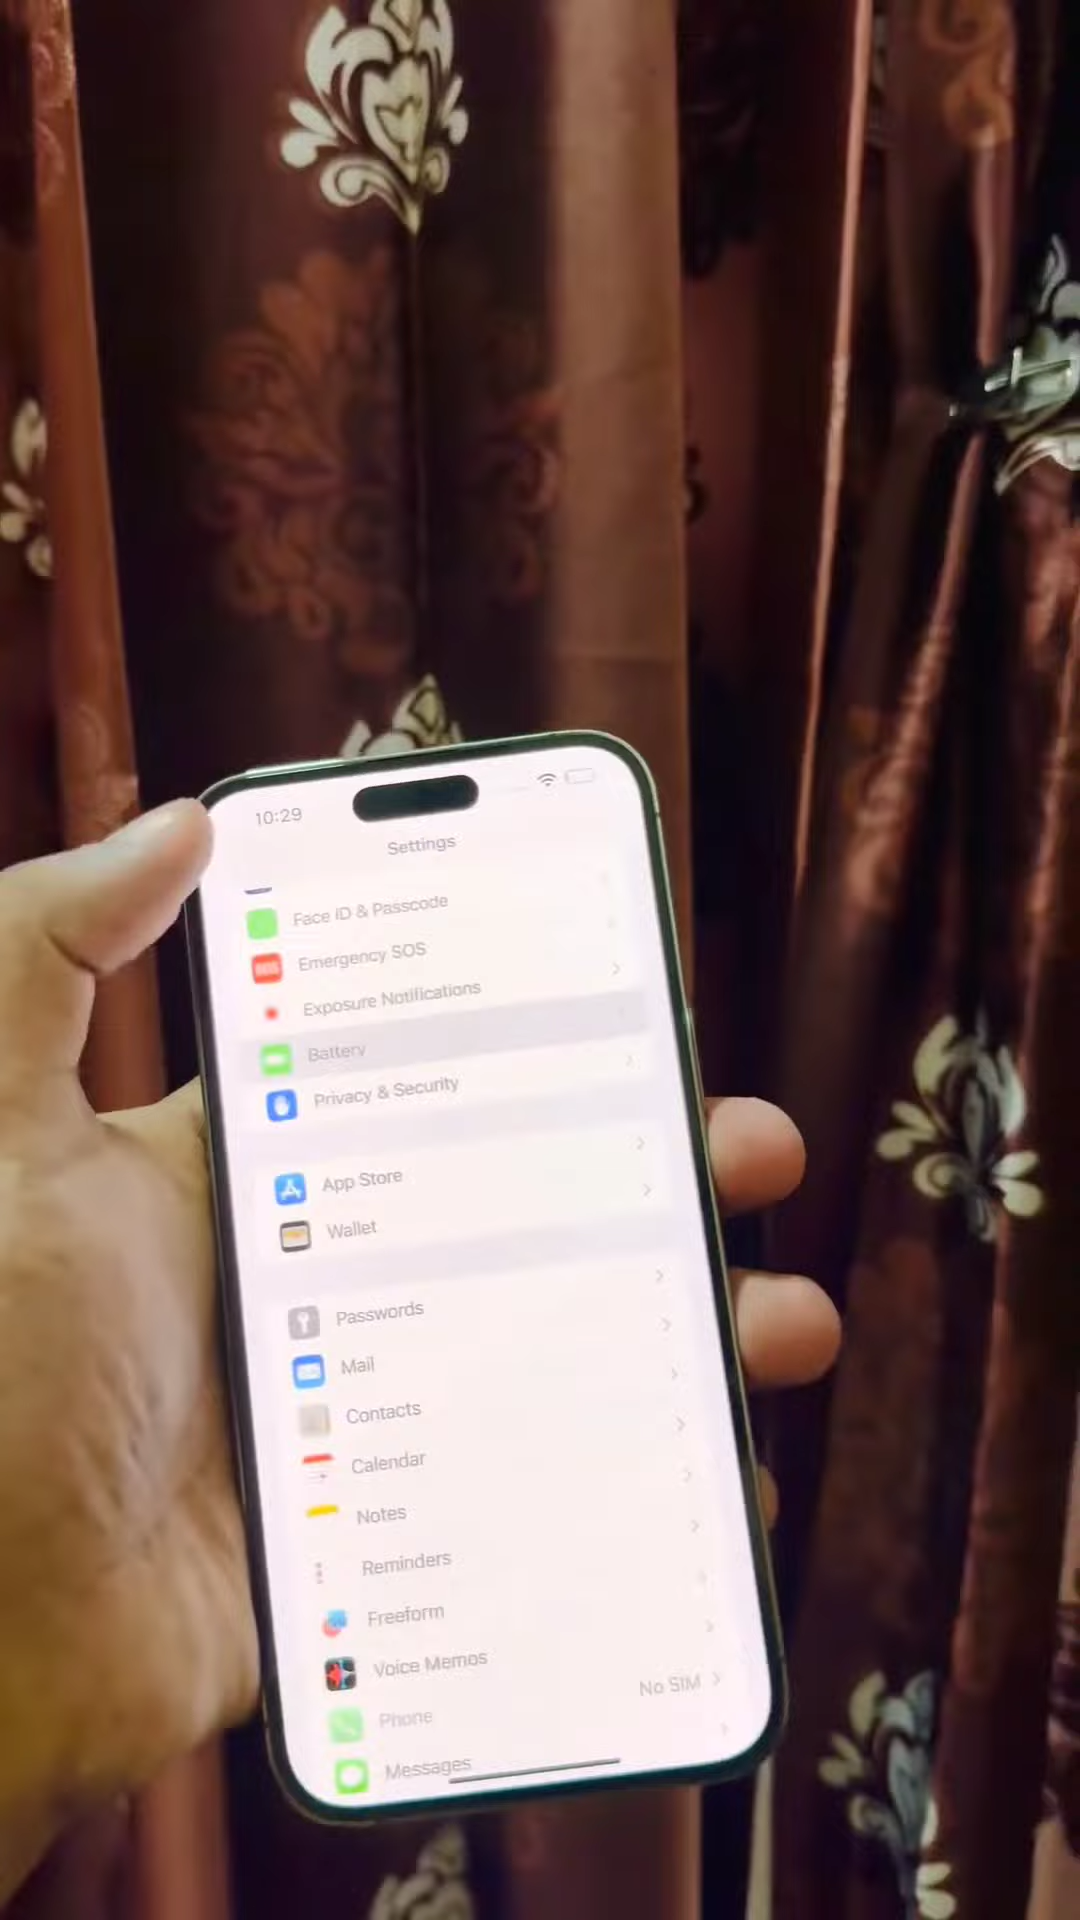 10:29
Settings
Face ID & Passcode
SOS
Emergency SOS
Exposure Notifications
Battery
Privacy & Security
App Store
Wallet
Passwords
Mail
Contacts
Calendar
Notes
Reminders
Freeform
Voice Memos
Phone No SIM
Messages